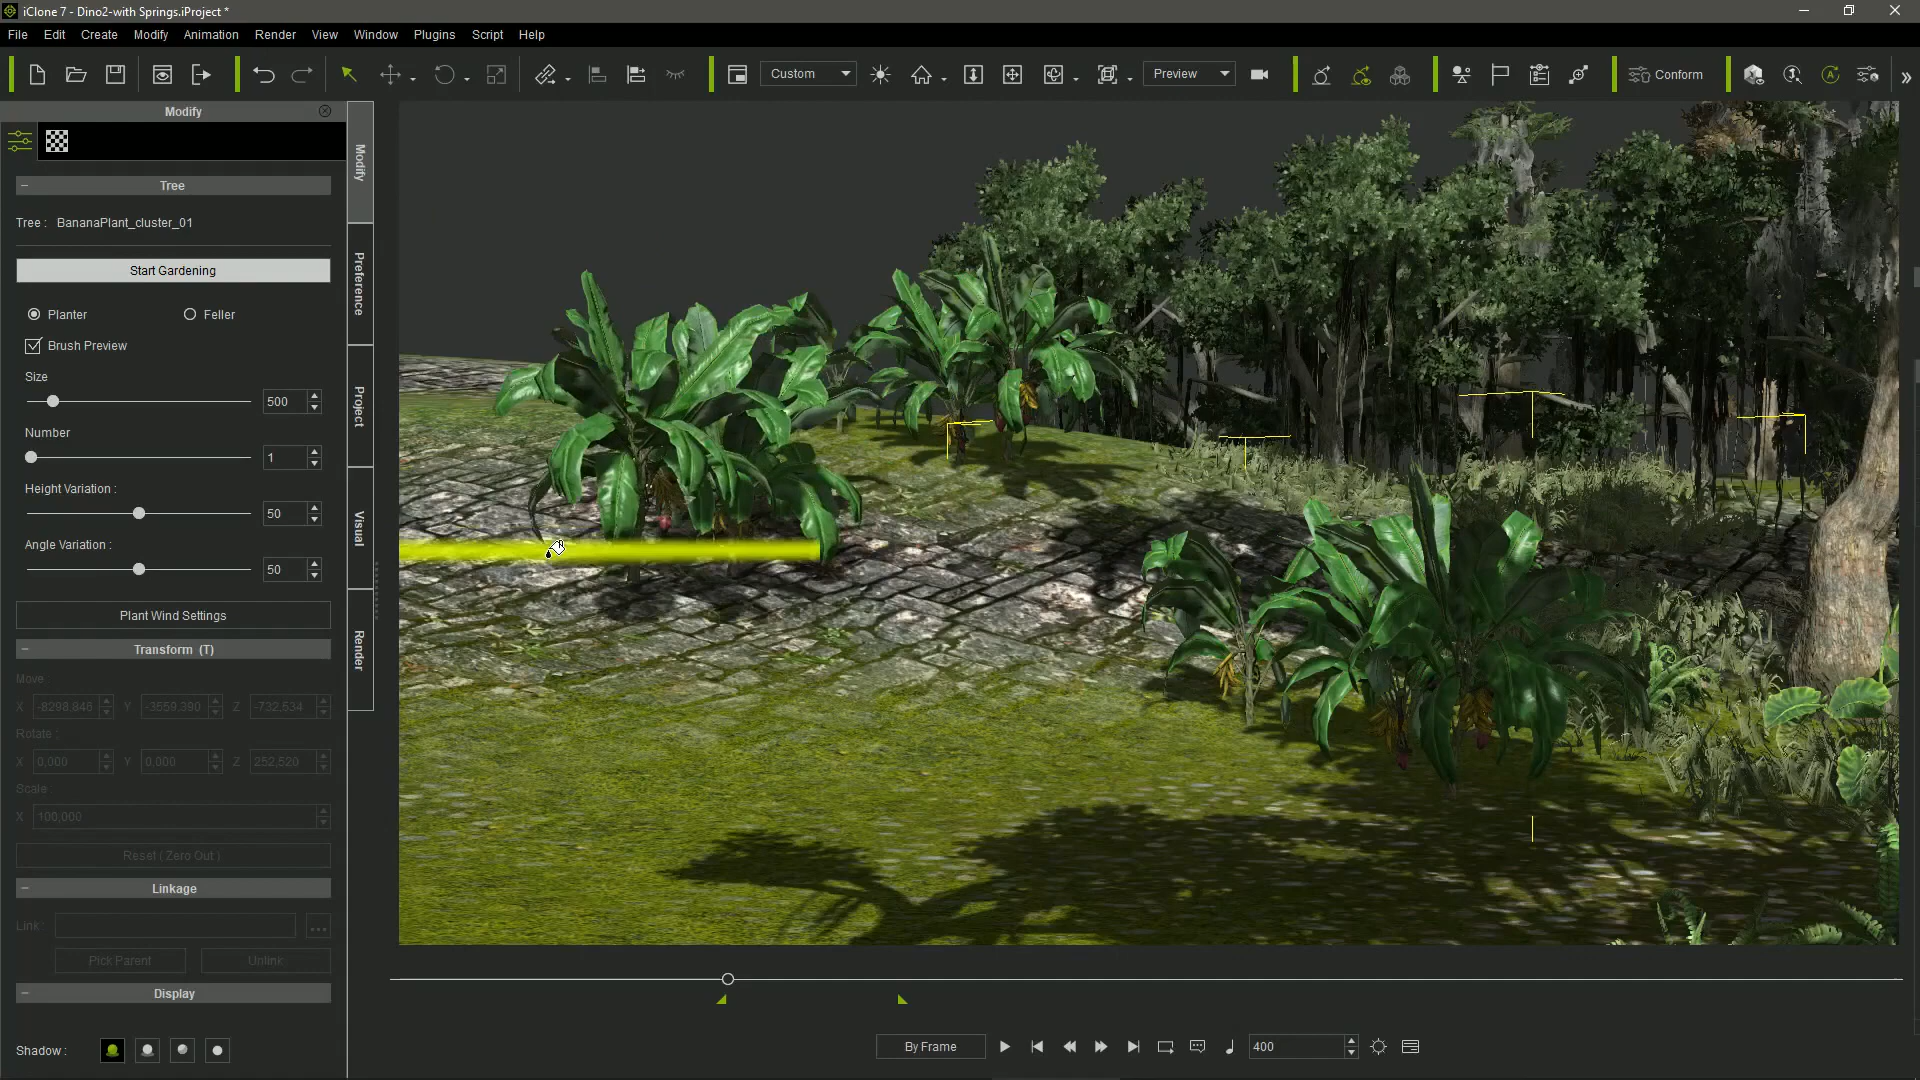 iClone 7 - Dino2-with Springs.iProject *
File Edit Create Modify Animation Render View Window Plugins Script Help
Custom Preview Conform
Modify
Tree
Tree : BananaPlant_cluster_01
Start Gardening
Planter Feller
Brush Preview
Size
500
Number
1
Height Variation :
50
Angle Variation :
50
Plant Wind Settings
Transform (T)
Move
X -8298,846 Y -3559,390 Z -732,534
Rotate :
X 0,000 Y 0,000 Z 252,520
Scale
X 100,000
Reset ( Zero Out )
Linkage
Link :
...
Pick Parent Unlink
Display
Shadow :
Modify
Preference
Project
Visual
Render
By Frame 400